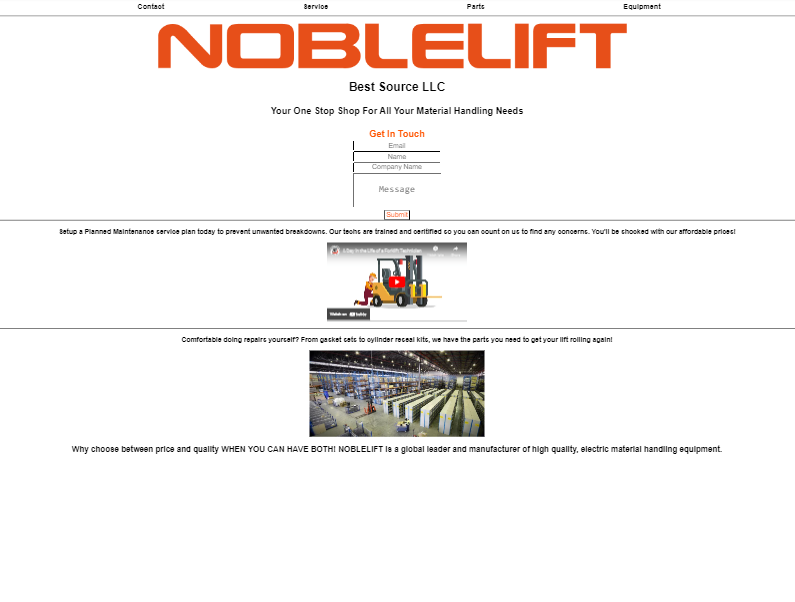 Contact Service Parts Equipment
NOBLELIFT
Best Source LLC
Your One Stop Shop For All Your Material Handling Needs
Get In Touch
Email
Name
Company Name
Message
Submit
Setup a Planned Maintenance service plan today to prevent unwanted breakdowns. Our techs are trained and certified so you can count on us to find any concerns. You'll be shocked with our affordable prices!
A Day in the Life of a Forklift Technician
Watch on YouTube
Comfortable doing repairs yourself? From gasket sets to cylinder reseal kits, we have the parts you need to get your lift rolling again!
Why choose between price and quality WHEN YOU CAN HAVE BOTH! NOBLELIFT is a global leader and manufacturer of high quality, electric material handling equipment.